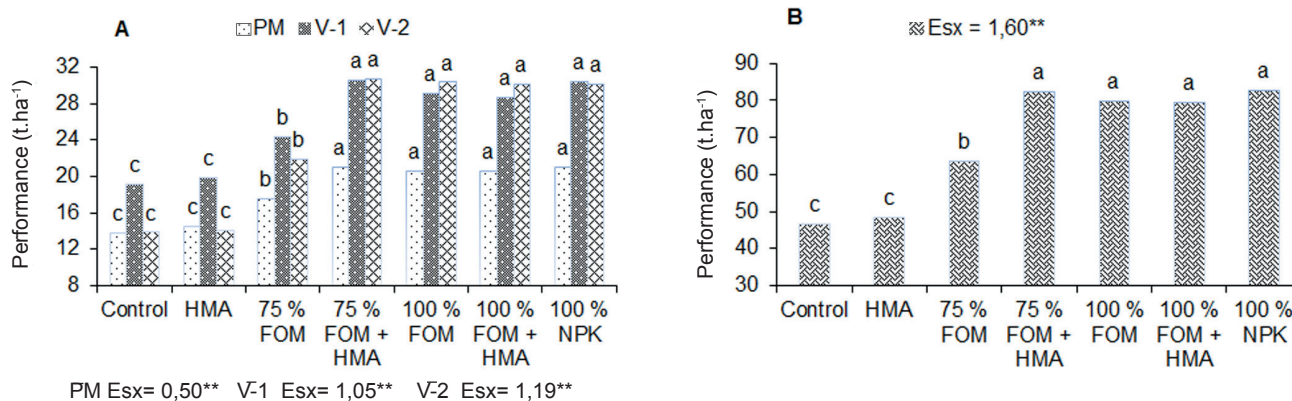 A
PM V-1 V-2
Performance (t.ha-1)
32
28
24
20
16
12
8
c c c
c c c
b b b
a a a
a a a
a a a
a a a
Control HMA 75 % FOM 75 % FOM + HMA 100 % FOM 100 % FOM + HMA 100 % NPK
PM Esx= 0,50** V-1 Esx= 1,05** V-2 Esx= 1,19**
B
Esx = 1,60**
Performance (t.ha-1)
90
80
70
60
50
40
30
c c b a a a a
Control HMA 75 % FOM 75 % FOM + HMA 100 % FOM 100 % FOM + HMA 100 % NPK